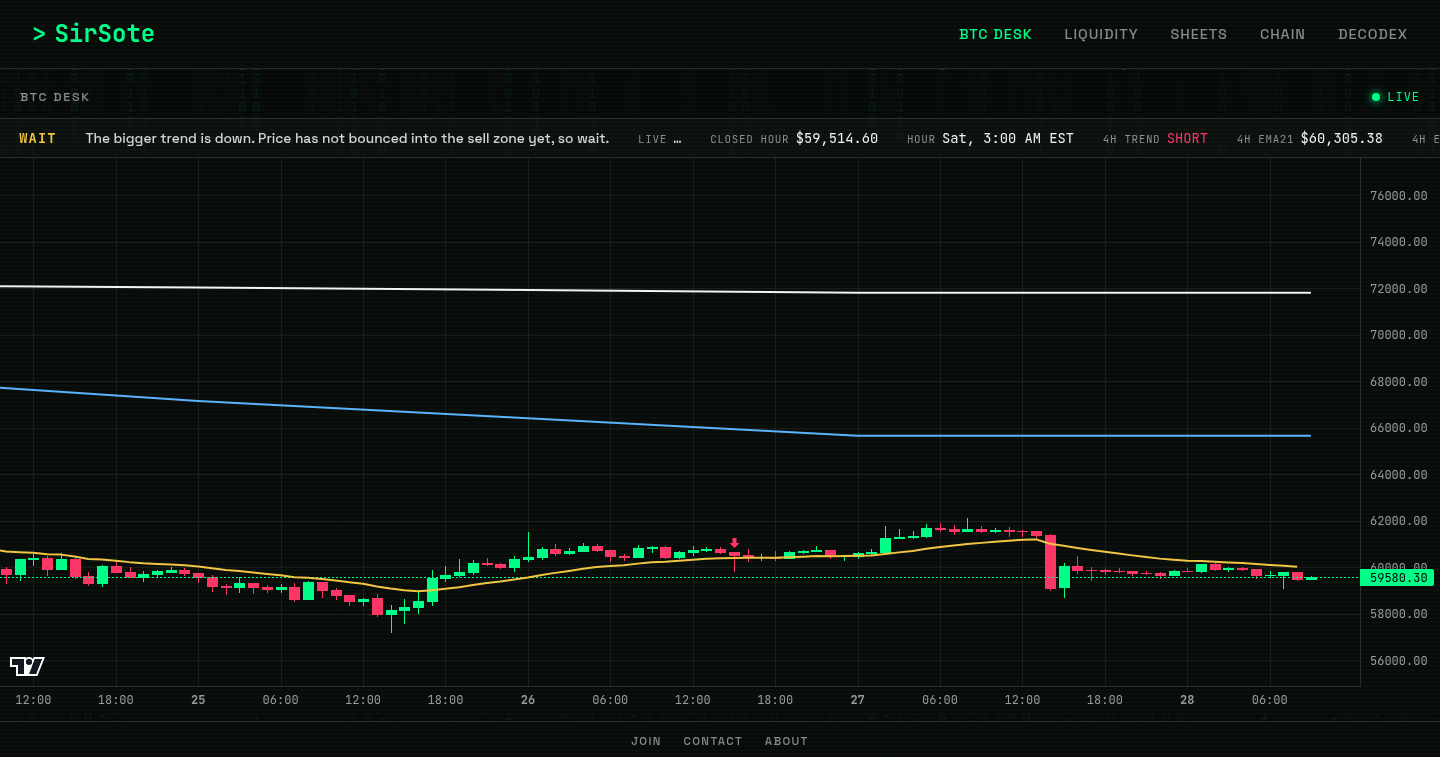 > SirSote
BTC DESK LIQUIDITY SHEETS CHAIN DECODEX
BTC DESK
LIVE
WAIT The bigger trend is down. Price has not bounced into the sell zone yet, so wait. LIVE … CLOSED HOUR $59,514.60 HOUR Sat, 3:00 AM EST 4H TREND SHORT 4H EMA21 $60,305.38 4H E
76000.00
74000.00
72000.00
70000.00
68000.00
66000.00
64000.00
62000.00
60000.00
59580.30
58000.00
56000.00
12:00 18:00 25 06:00 12:00 18:00 26 06:00 12:00 18:00 27 06:00 12:00 18:00 28 06:00
JOIN CONTACT ABOUT